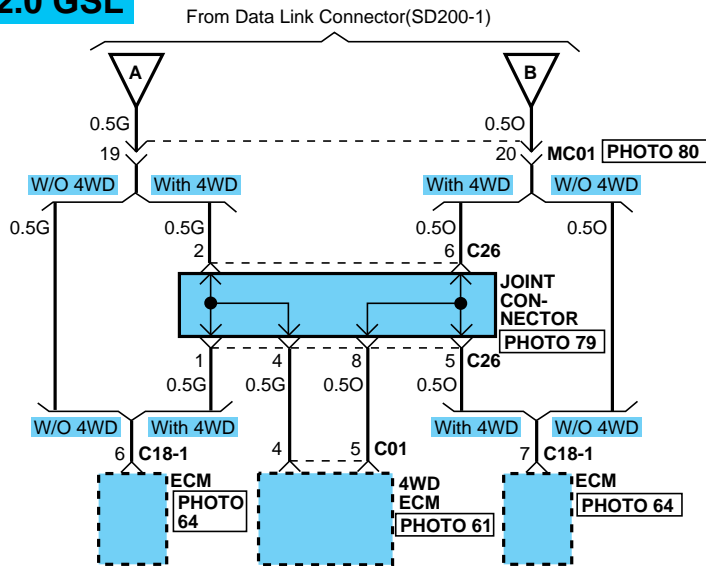 2.0 GSL
From Data Link Connector(SD200-1)
A B
0.5G 0.5O
19 20 MC01 PHOTO 80
W/O 4WD With 4WD With 4WD W/O 4WD
0.5G 0.5G 0.5O 0.5O
2 6 C26
JOINT
CON-
NECTOR
PHOTO 79
1 4 8 5 C26
0.5G 0.5G 0.5O 0.5O
W/O 4WD With 4WD With 4WD W/O 4WD
6 C18-1 4 5 C01 7 C18-1
ECM
PHOTO
64
4WD
ECM
PHOTO 61
ECM
PHOTO 64